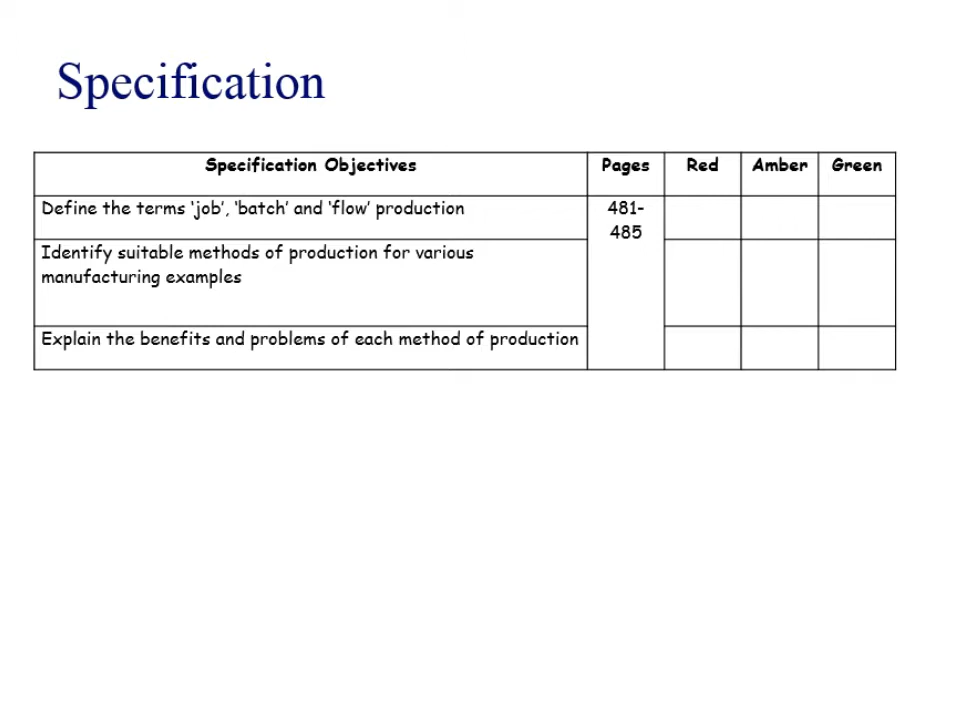 Specification
Specification Objectives Pages Red Amber Green
Define the terms ‘job’, ‘batch’ and ‘flow’ production 481-
485
Identify suitable methods of production for various
manufacturing examples
Explain the benefits and problems of each method of production